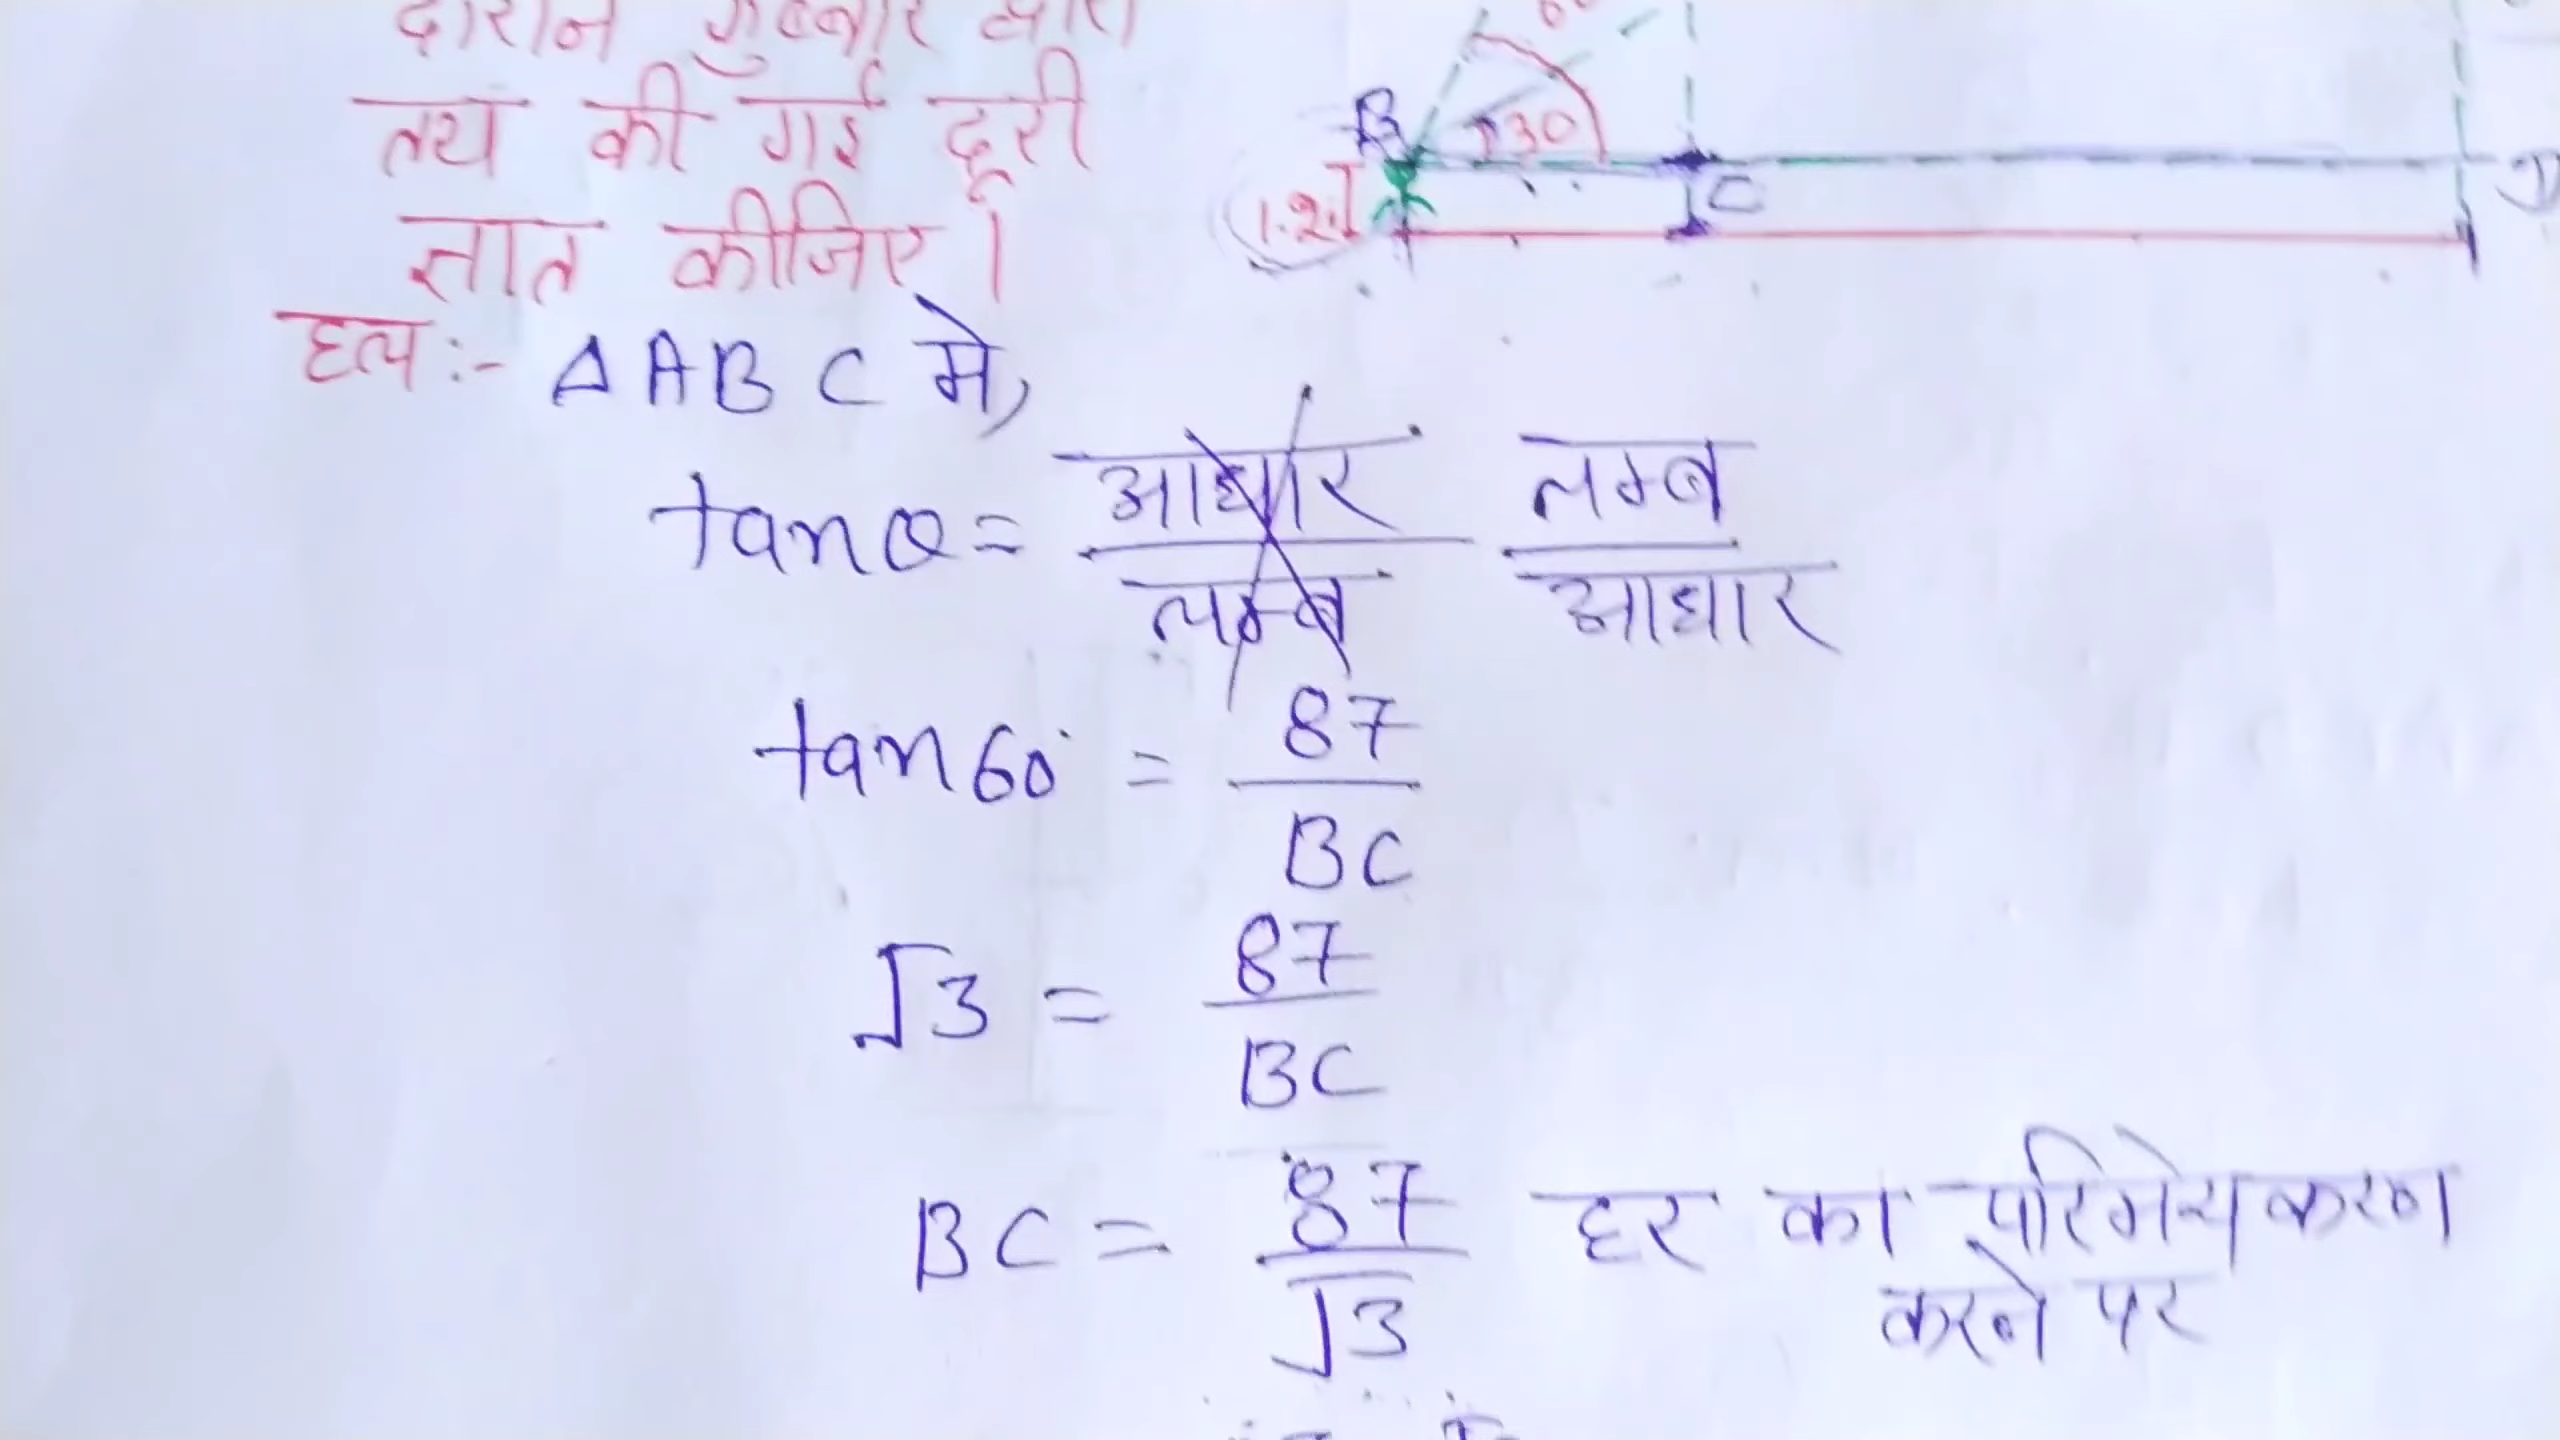 दौरान गुब्बारे द्वारा
तय की गई दूरी
ज्ञात कीजिए।
B 30 C D
1.2
हल :- Δ ABC में,
tanθ = आधार / लम्ब लम्ब / आधार
tan60° = 87 / BC
√3 = 87 / BC
BC = 87 / √3 हर का परिमेयकरण
करने पर